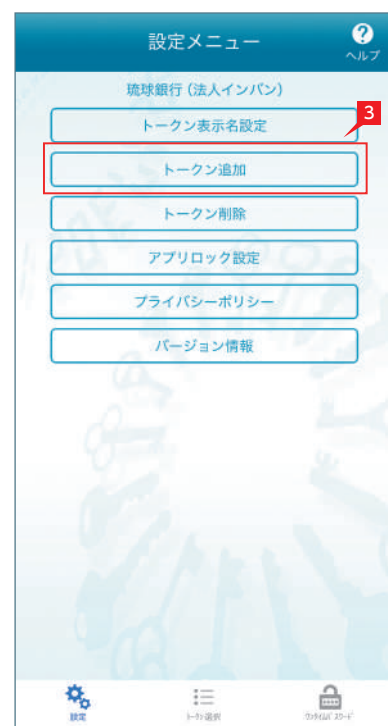 設定メニュー
?
ヘルプ
琉球銀行(法人インバン)
3
トークン表示名設定
トークン追加
トークン削除
アプリロック設定
プライバシーポリシー
バージョン情報
設定
トークン選択
ワンタイムパスワード